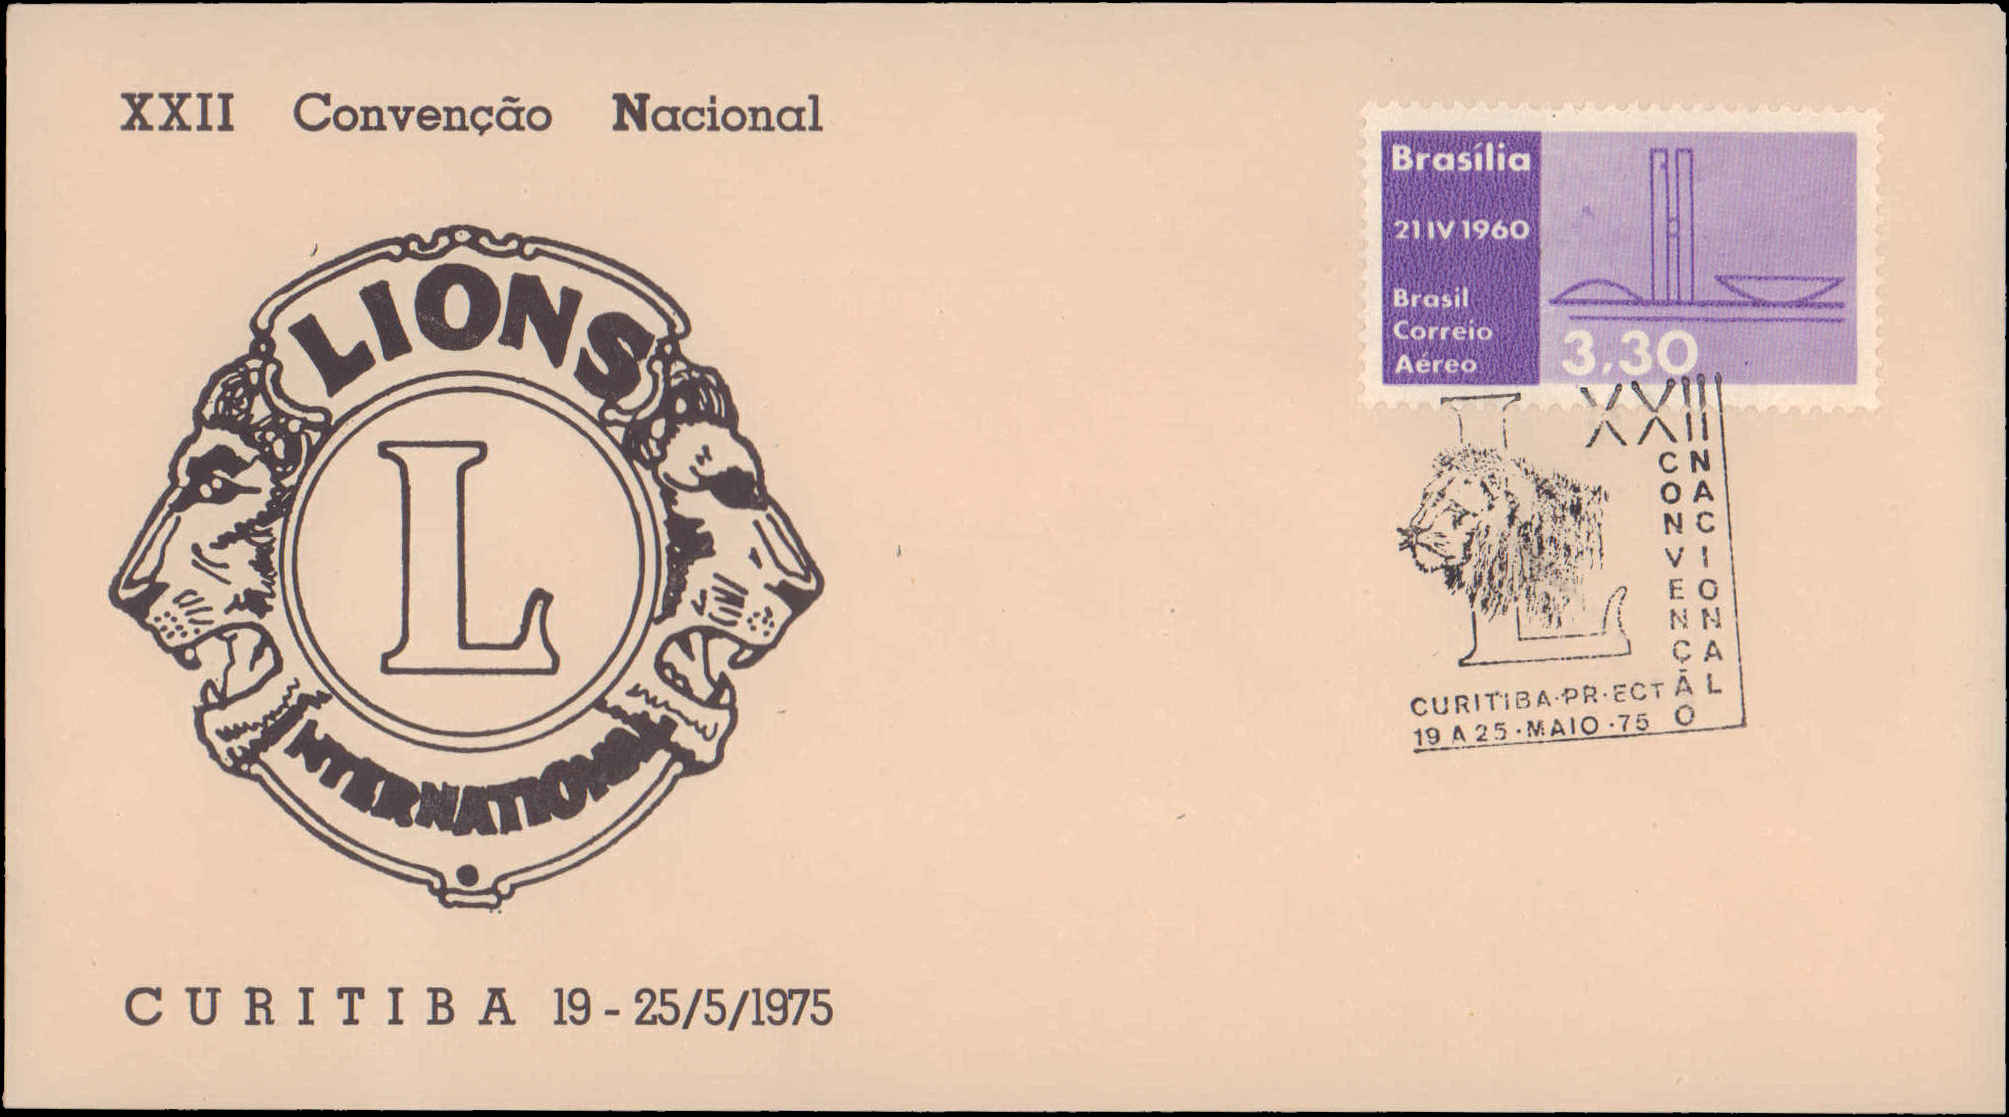 XXII Convenção Nacional
LIONS
L
INTERNATIONAL
CURITIBA 19-25/5/1975
Brasília
21 IV 1960
Brasil
Correio
Aéreo
3,30
L
XXII
CONVENÇÃO
NACIONAL
CURITIBA·PR·ECT
19 A 25·MAIO·75